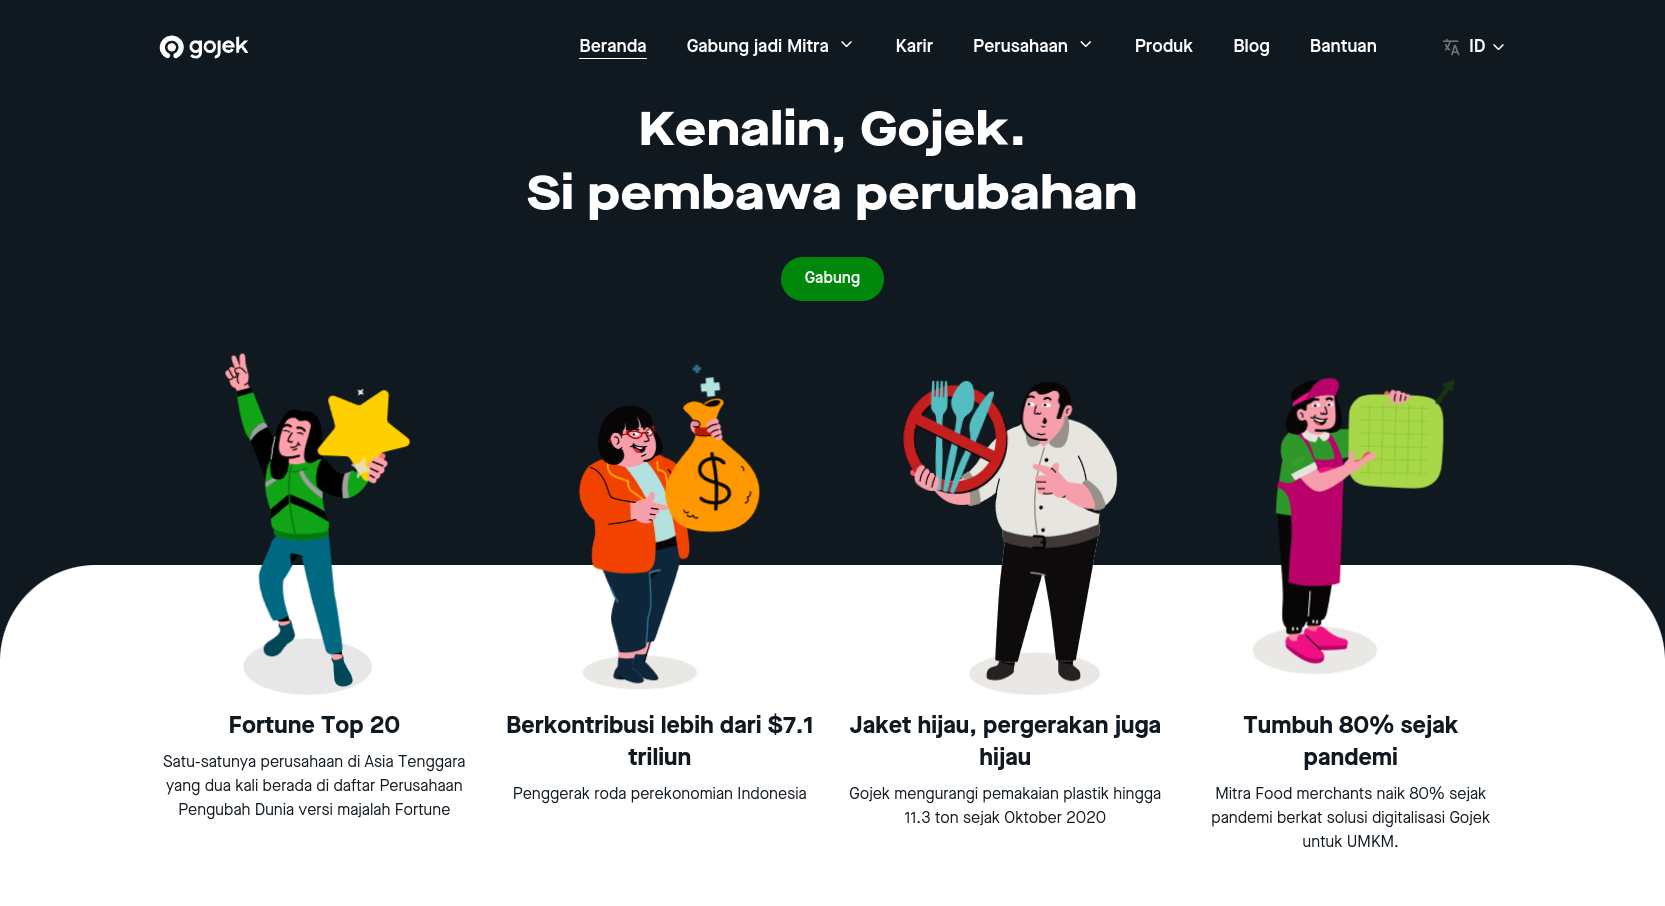 gojek
Beranda
Gabung jadi Mitra
Karir
Perusahaan
Produk
Blog
Bantuan
ID
Kenalin, Gojek.
Si pembawa perubahan
Gabung
$
Fortune Top 20
Satu-satunya perusahaan di Asia Tenggara
yang dua kali berada di daftar Perusahaan
Pengubah Dunia versi majalah Fortune
Berkontribusi lebih dari $7.1
triliun
Penggerak roda perekonomian Indonesia
Jaket hijau, pergerakan juga
hijau
Gojek mengurangi pemakaian plastik hingga
11.3 ton sejak Oktober 2020
Tumbuh 80% sejak
pandemi
Mitra Food merchants naik 80% sejak
pandemi berkat solusi digitalisasi Gojek
untuk UMKM.